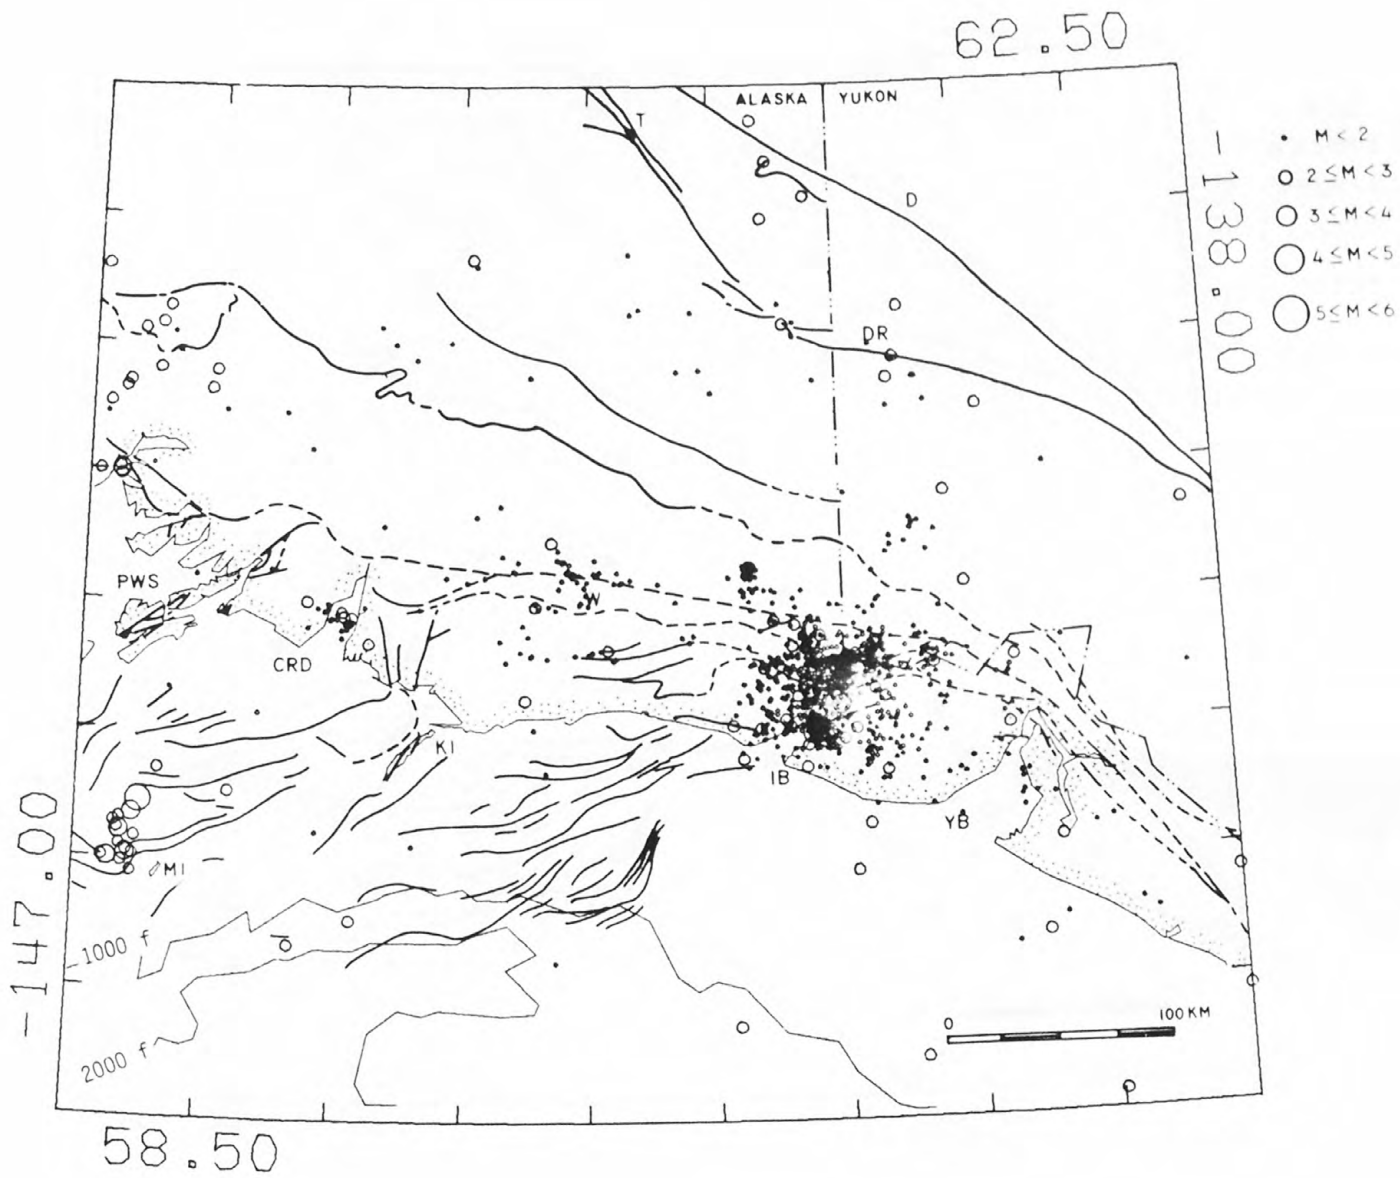 62.50
ALASKA YUKON
T
D
-138.00
M < 2
2 ≤ M < 3
3 ≤ M < 4
4 ≤ M < 5
5 ≤ M < 6
DR
PWS
W
CRD
KI
IB
YB
MI
-147.00
1000 f
2000 f
0 100 KM
58.50